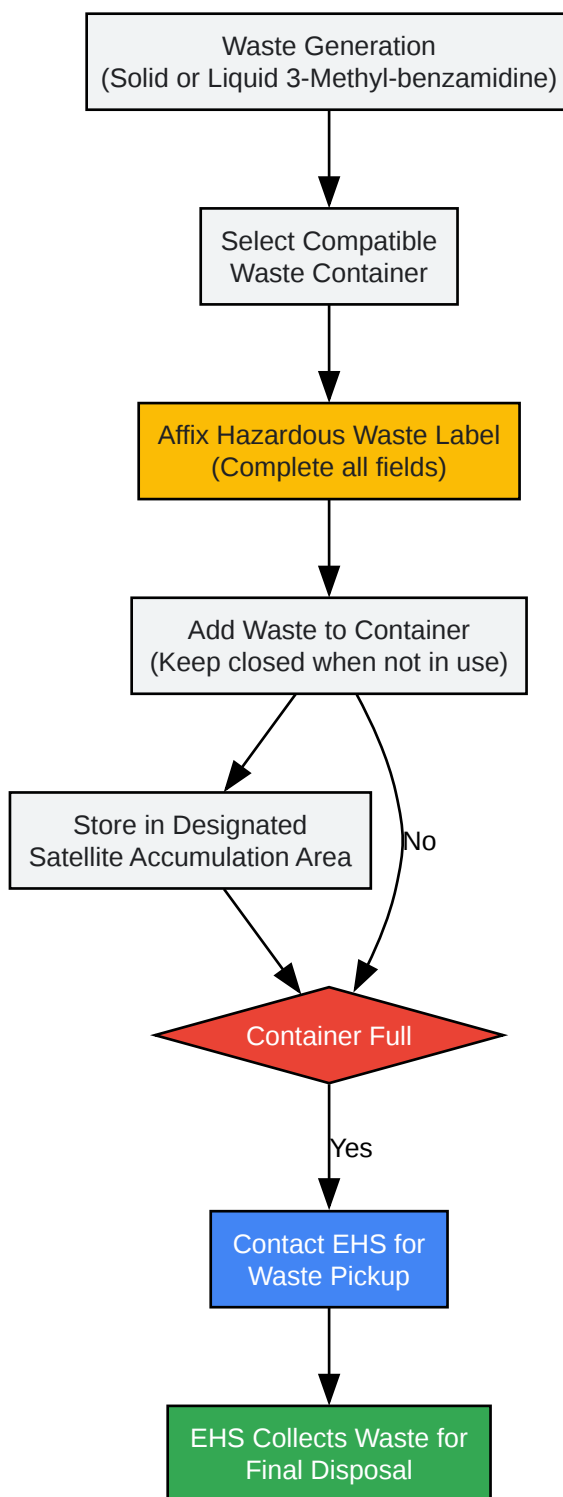 Waste Generation
(Solid or Liquid 3-Methyl-benzamidine)
Select Compatible
Waste Container
Affix Hazardous Waste Label
(Complete all fields)
Add Waste to Container
(Keep closed when not in use)
Store in Designated
Satellite Accumulation Area
No
Container Full
Yes
Contact EHS for
Waste Pickup
EHS Collects Waste for
Final Disposal